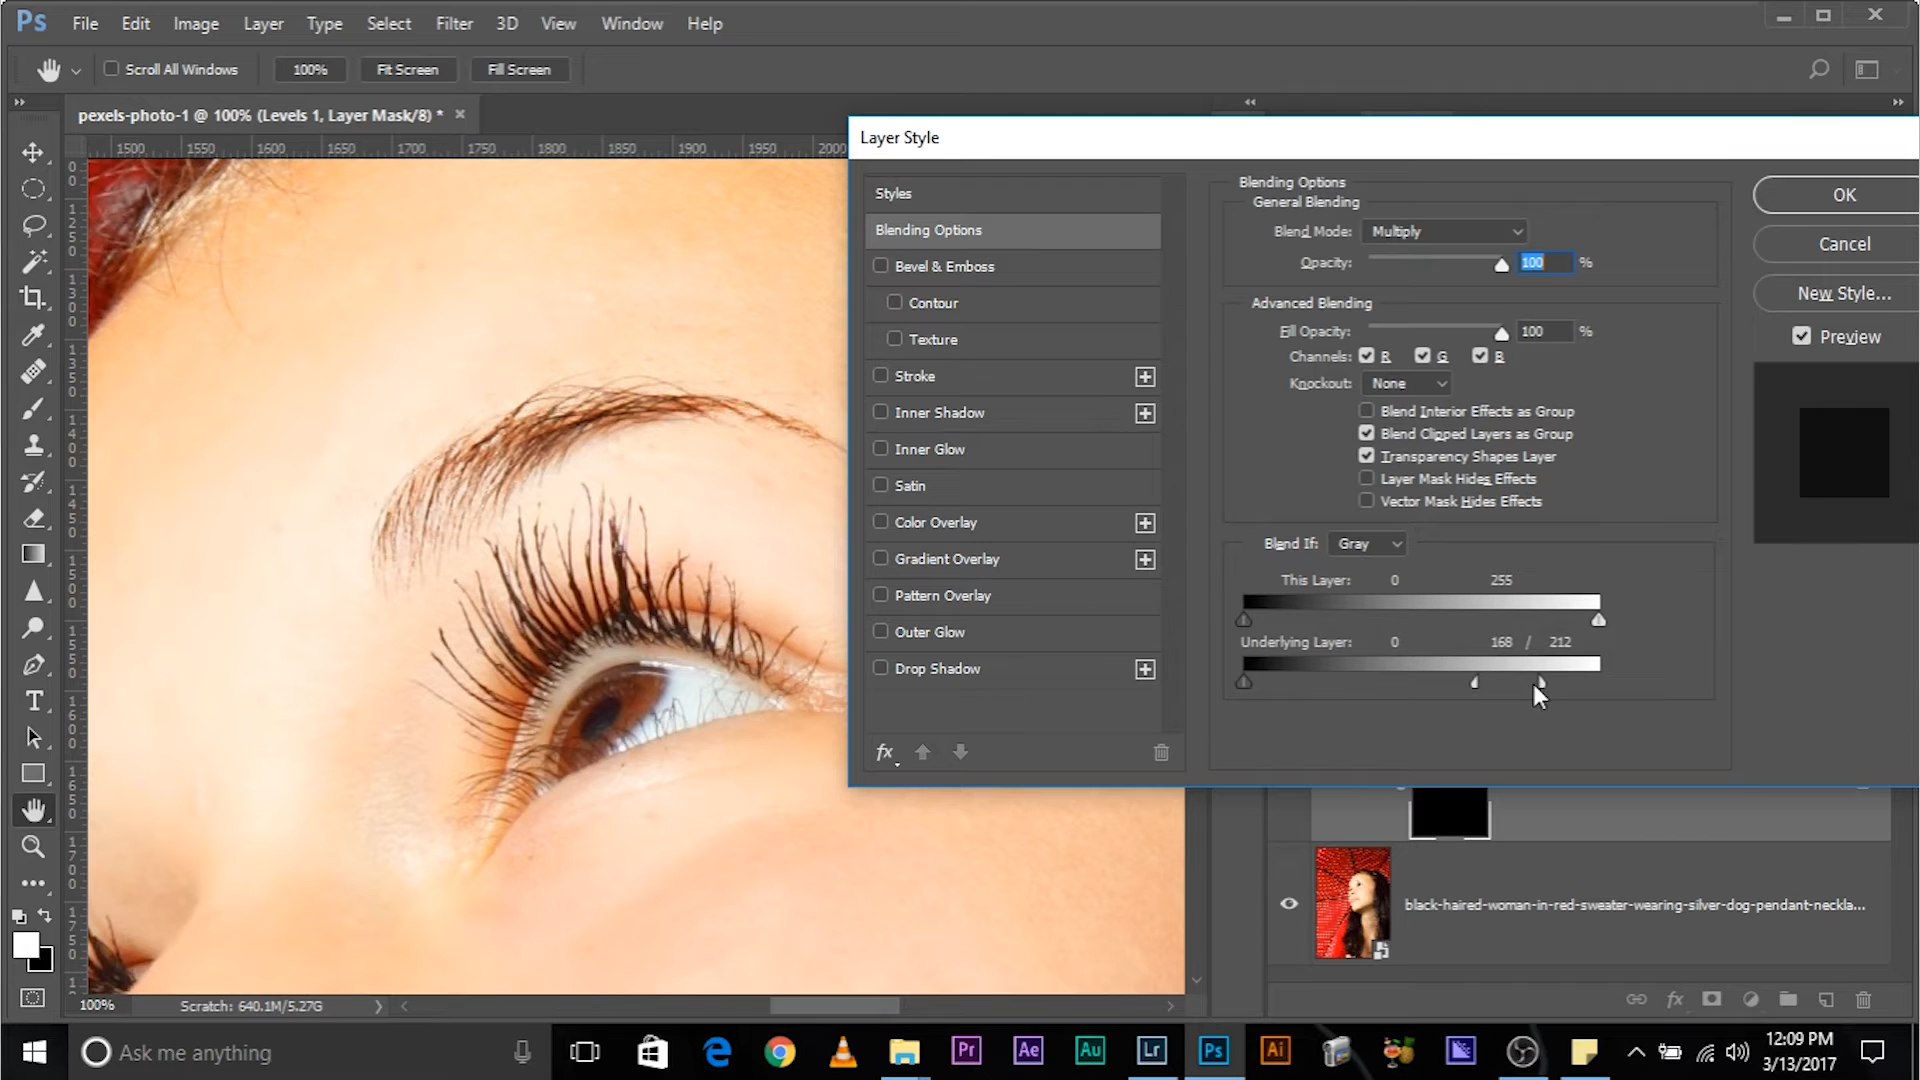 Ps File Edit Image Layer Type Select Filter 3D View Window Help
Scroll All Windows 100% Fit Screen Fill Screen
pexels-photo-1 @ 100% (Levels 1, Layer Mask/8) *
1500 1550 1600 1650 1700 1750 1800 1850 1900 1950 2000
Layer Style
Styles
Blending Options
Bevel & Emboss
Contour
Texture
Stroke
Inner Shadow
Inner Glow
Satin
Color Overlay
Gradient Overlay
Pattern Overlay
Outer Glow
Drop Shadow
fx
Blending Options
General Blending
Blend Mode: Multiply
Opacity: 100 %
Advanced Blending
Fill Opacity: 100 %
Channels: R G B
Knockout: None
Blend Interior Effects as Group
Blend Clipped Layers as Group
Transparency Shapes Layer
Layer Mask Hides Effects
Vector Mask Hides Effects
Blend If: Gray
This Layer: 0 255
Underlying Layer: 0 168 / 212
OK
Cancel
New Style...
Preview
black-haired-woman-in-red-sweater-wearing-silver-dog-pendant-neckla...
fx
100% Scratch: 640.1M/5.27G
Ask me anything
Pr Ae Au Lr Ps Ai
12:09 PM
3/13/2017